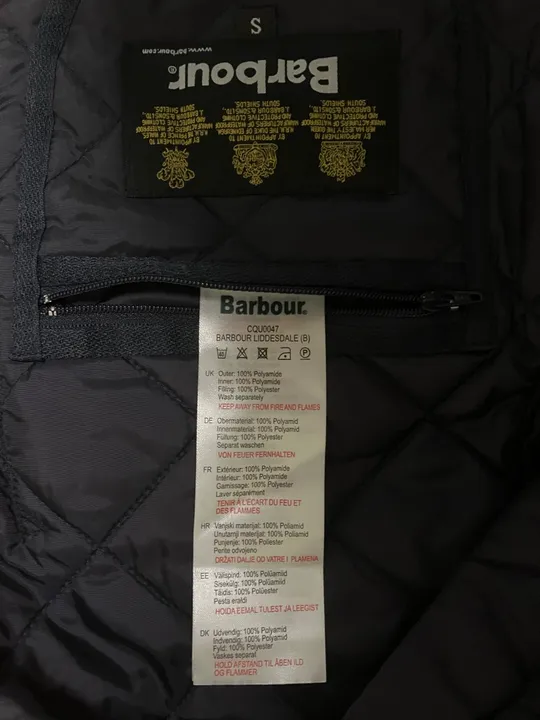 S
Barbour®
www.barbour.com
BY APPOINTMENT TO
HER MAJESTY THE QUEEN
MANUFACTURERS OF WATERPROOF
AND PROTECTIVE CLOTHING
J. BARBOUR & SONS LTD.,
SOUTH SHIELDS.
BY APPOINTMENT TO
H.R.H. THE DUKE OF EDINBURGH
MANUFACTURERS OF WATERPROOF
AND PROTECTIVE CLOTHING
J. BARBOUR & SONS LTD.,
SOUTH SHIELDS.
BY APPOINTMENT TO
H.R.H. THE PRINCE OF WALES
MANUFACTURERS OF WATERPROOF
AND PROTECTIVE CLOTHING
J. BARBOUR & SONS LTD.,
SOUTH SHIELDS.
Barbour®
CQU0047
BARBOUR LIDDESDALE (B)
UK Outer: 100% Polyamide
Inner: 100% Polyamide
Filling: 100% Polyester
Wash separately
KEEP AWAY FROM FIRE AND FLAMES
DE Obermaterial: 100% Polyamid
Innenmaterial: 100% Polyamid
Füllung: 100% Polyester
Separat waschen
VON FEUER FERNHALTEN
FR Extérieur: 100% Polyamide
Intérieur: 100% Polyamide
Garnissage: 100% Polyester
Laver separément
TENIR À L'ÉCART DU FEU ET
DES FLAMMES
HR Vanjski materijal: 100% Poliamid
Unutarnji materijal: 100% Poliamid
Punjenje: 100% Poliester
Perite odvojeno
DRŽATI DALJE OD VATRE I PLAMENA
EE Välispind: 100% Polüamiid
Sisekülg: 100% Polüamiid
Täidis: 100% Polüester
Pesta eraldi
HOIDA EEMAL TULEST JA LEEGIST
DK Udvendig: 100% Polyamid
Indvendig: 100% Polyamid
Fyld: 100% Polyester
Vaskes separat
HOLD AFSTAND TIL ÅBEN ILD
OG FLAMMER